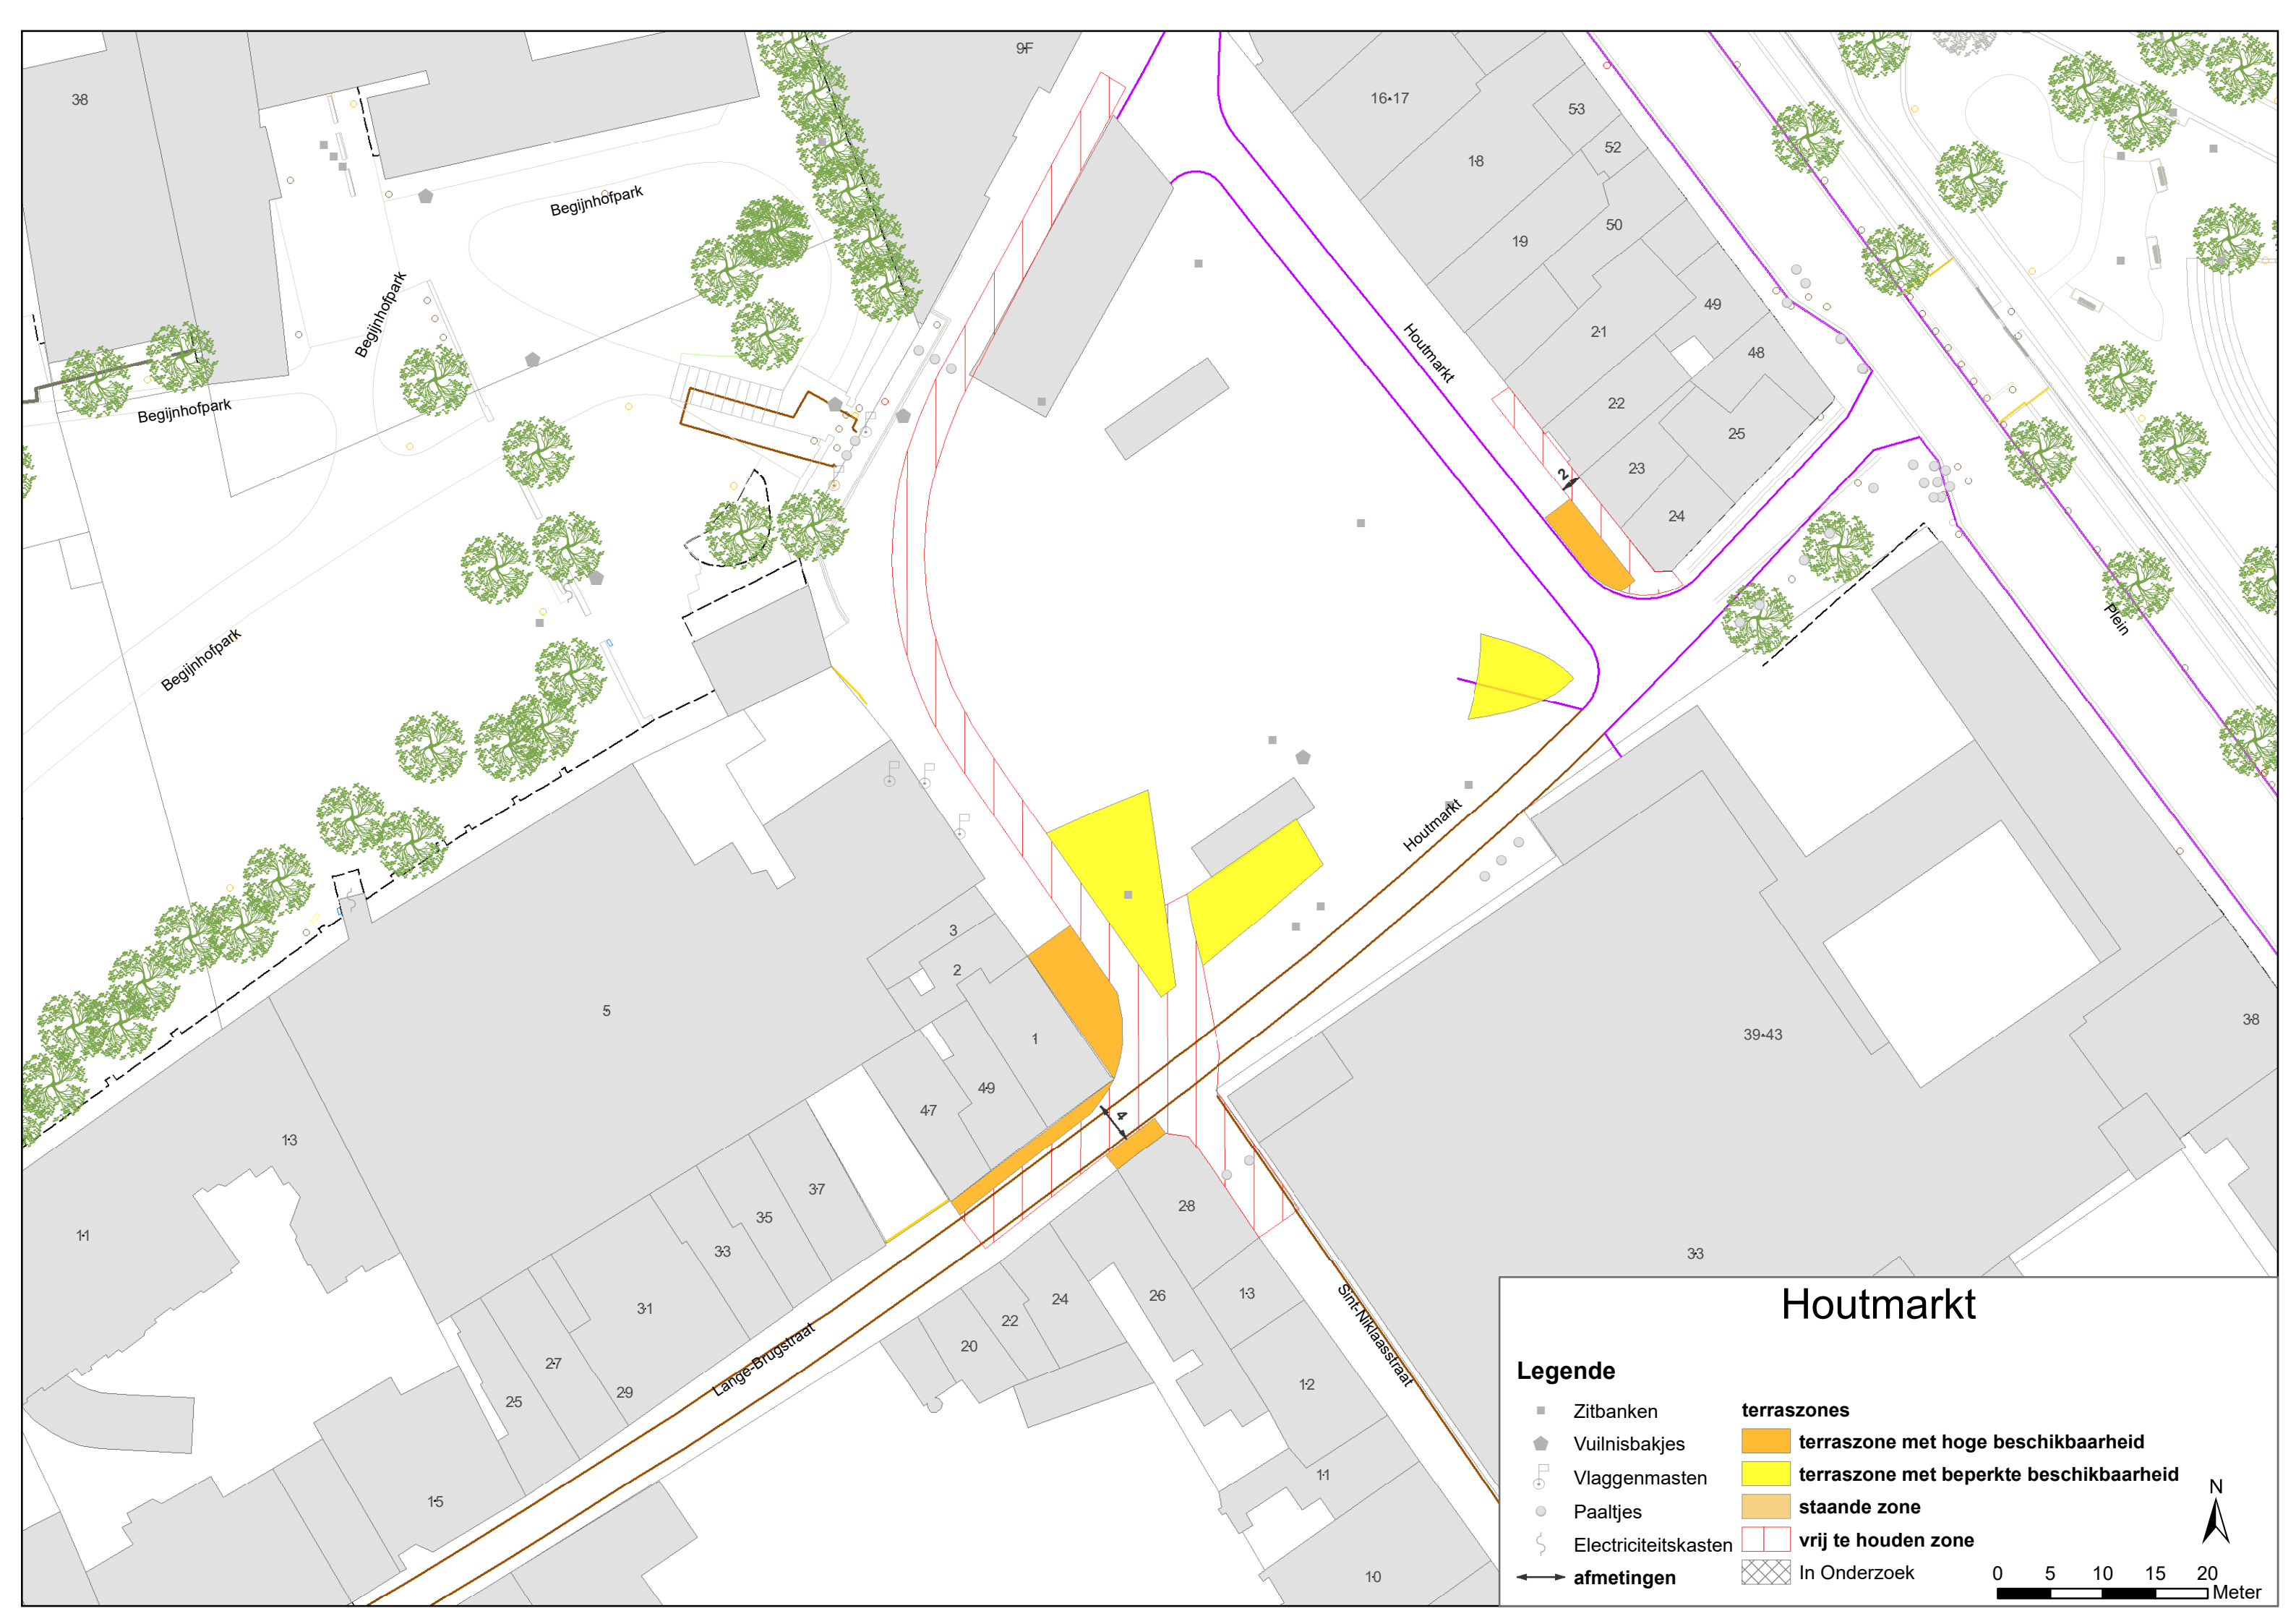 9F
38
16-17
53
52
18
50
19
49
21
48
22
25
23
24
2
Begijnhofpark
Begijnhofpark
Begijnhofpark
Begijnhofpark
Houtmarkt
Plein
Houtmarkt
3
2
1
5
49
47
4
39-43
38
13
11
37
35
33
31
27
29
25
15
28
26
24
22
20
13
12
11
10
33
Lange-Brugstraat
Sint-Niklaasstraat
Houtmarkt
Legende
Zitbanken
Vuilnisbakjes
Vlaggenmasten
Paaltjes
Electriciteitskasten
afmetingen
terraszones
terraszone met hoge beschikbaarheid
terraszone met beperkte beschikbaarheid
staande zone
vrij te houden zone
In Onderzoek
N
0 5 10 15 20
Meter